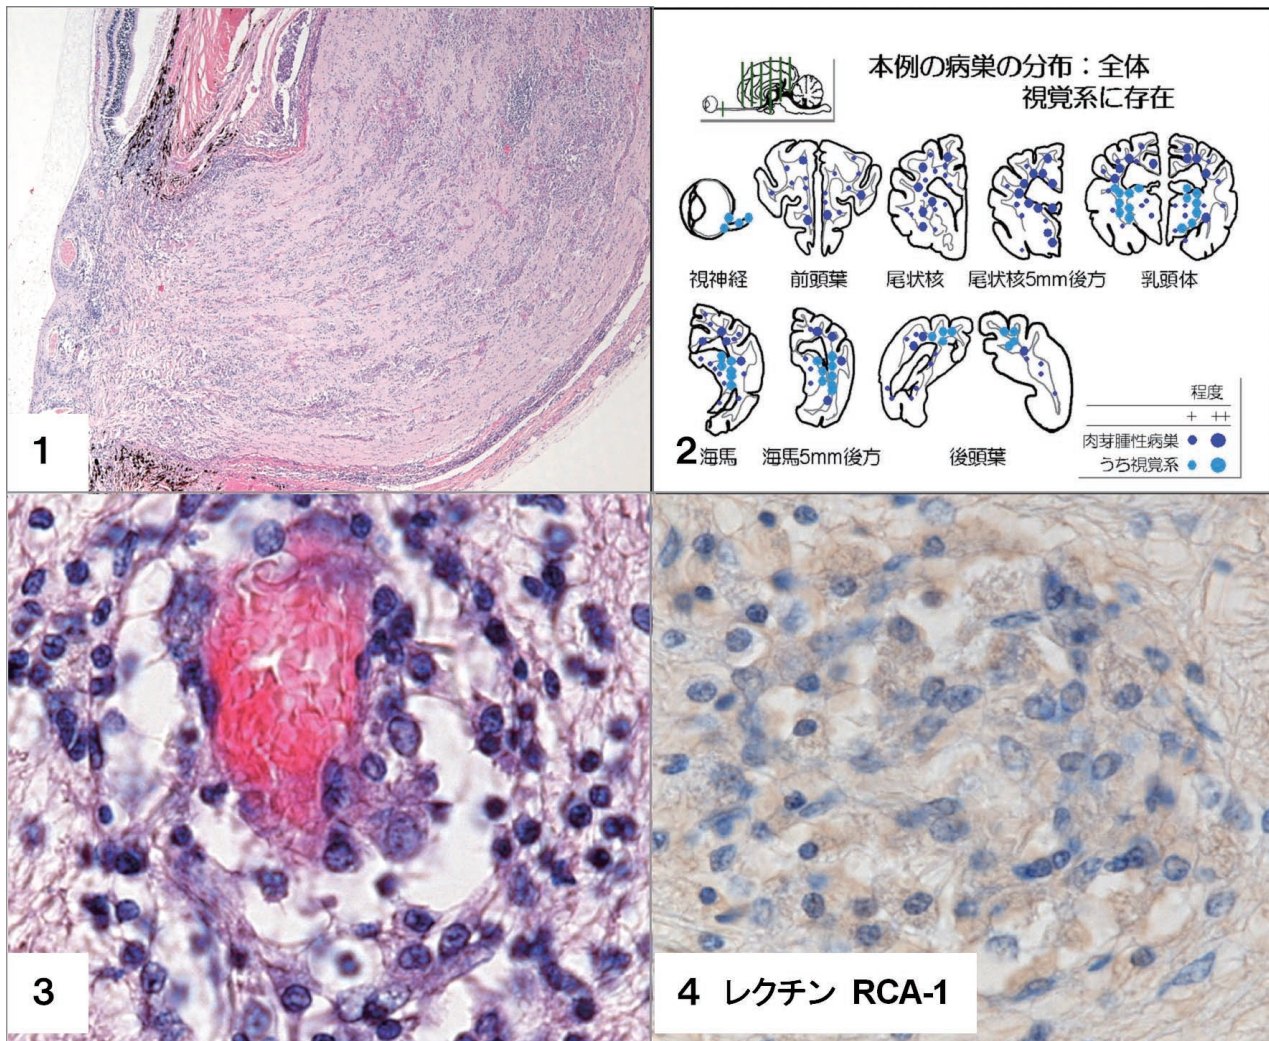 1
本例の病巣の分布：全体
視覚系に存在
視神経 前頭葉 尾状核 尾状核5mm後方 乳頭体
海馬 海馬5mm後方 後頭葉
程度
+ ++
肉芽腫性病巣
うち視覚系
2
3
4 レクチン RCA-1